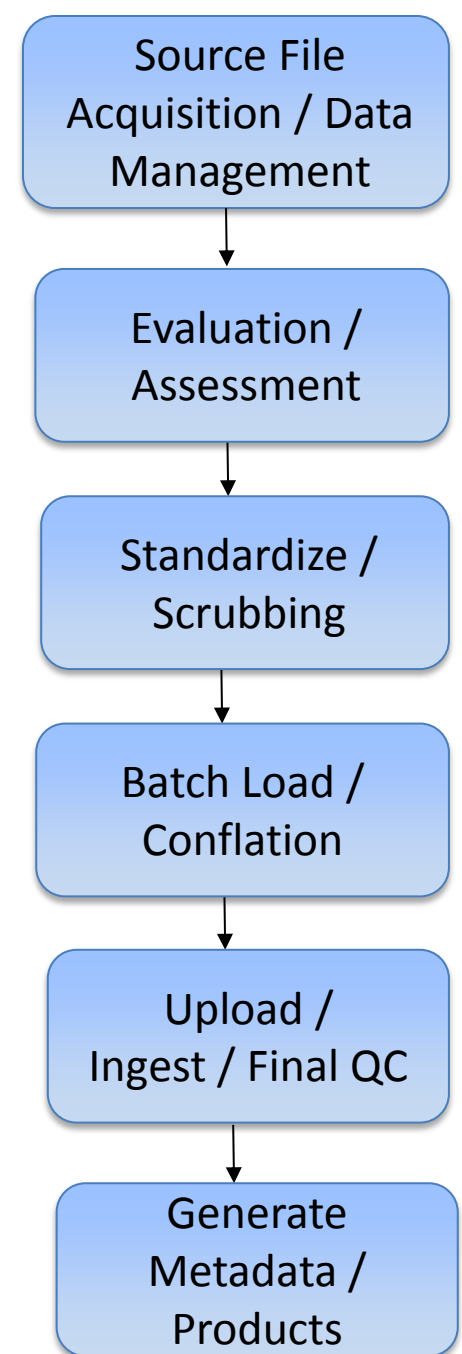 Source File
Acquisition / Data
Management
Evaluation /
Assessment
Standardize /
Scrubbing
Batch Load /
Conflation
Upload /
Ingest / Final QC
Generate
Metadata /
Products